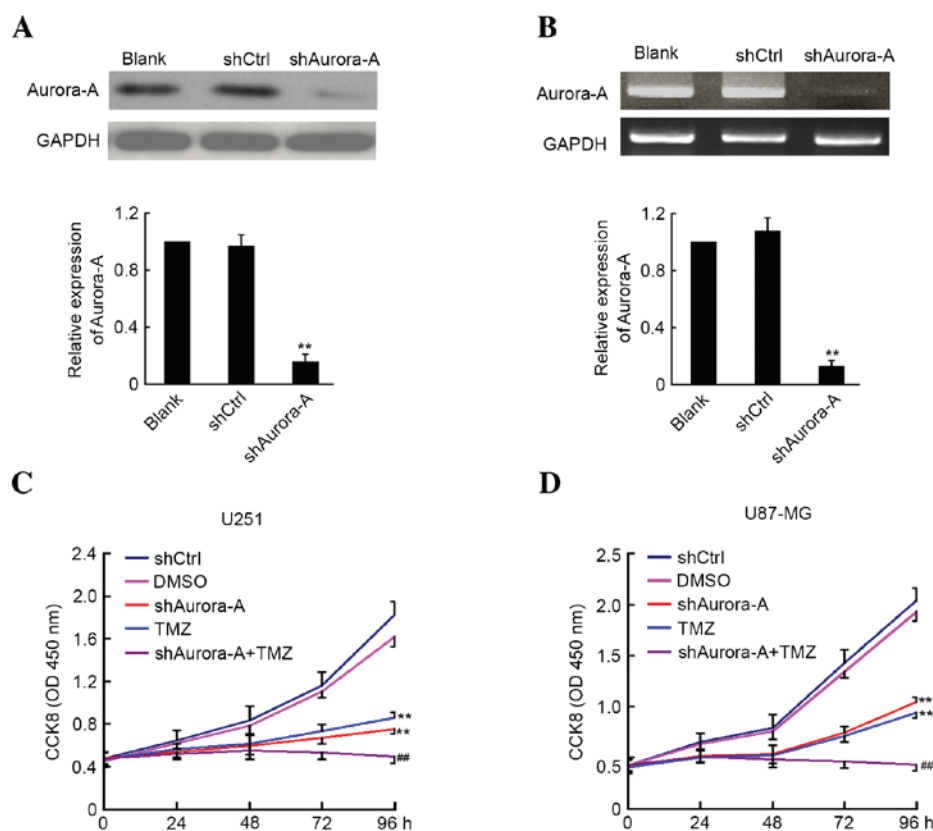 A
Blank shCtrl shAurora-A
Aurora-A
GAPDH
1.2
0.8
0.4
0
Relative expression
of Aurora-A
**
Blank
shCtrl
shAurora-A
B
Blank shCtrl shAurora-A
Aurora-A
GAPDH
1.2
0.8
0.4
0
Relative expression
of Aurora-A
**
Blank
shCtrl
shAurora-A
C
U251
2.4
2.0
1.6
1.2
0.8
0.4
0
CCK8 (OD 450 nm)
shCtrl
DMSO
shAurora-A
TMZ
shAurora-A+TMZ
**
**
##
0 24 48 72 96 h
D
U87-MG
2.5
2.0
1.5
1.0
0.5
0
CCK8 (OD 450 nm)
shCtrl
DMSO
shAurora-A
TMZ
shAurora-A+TMZ
**
**
##
0 24 48 72 96 h